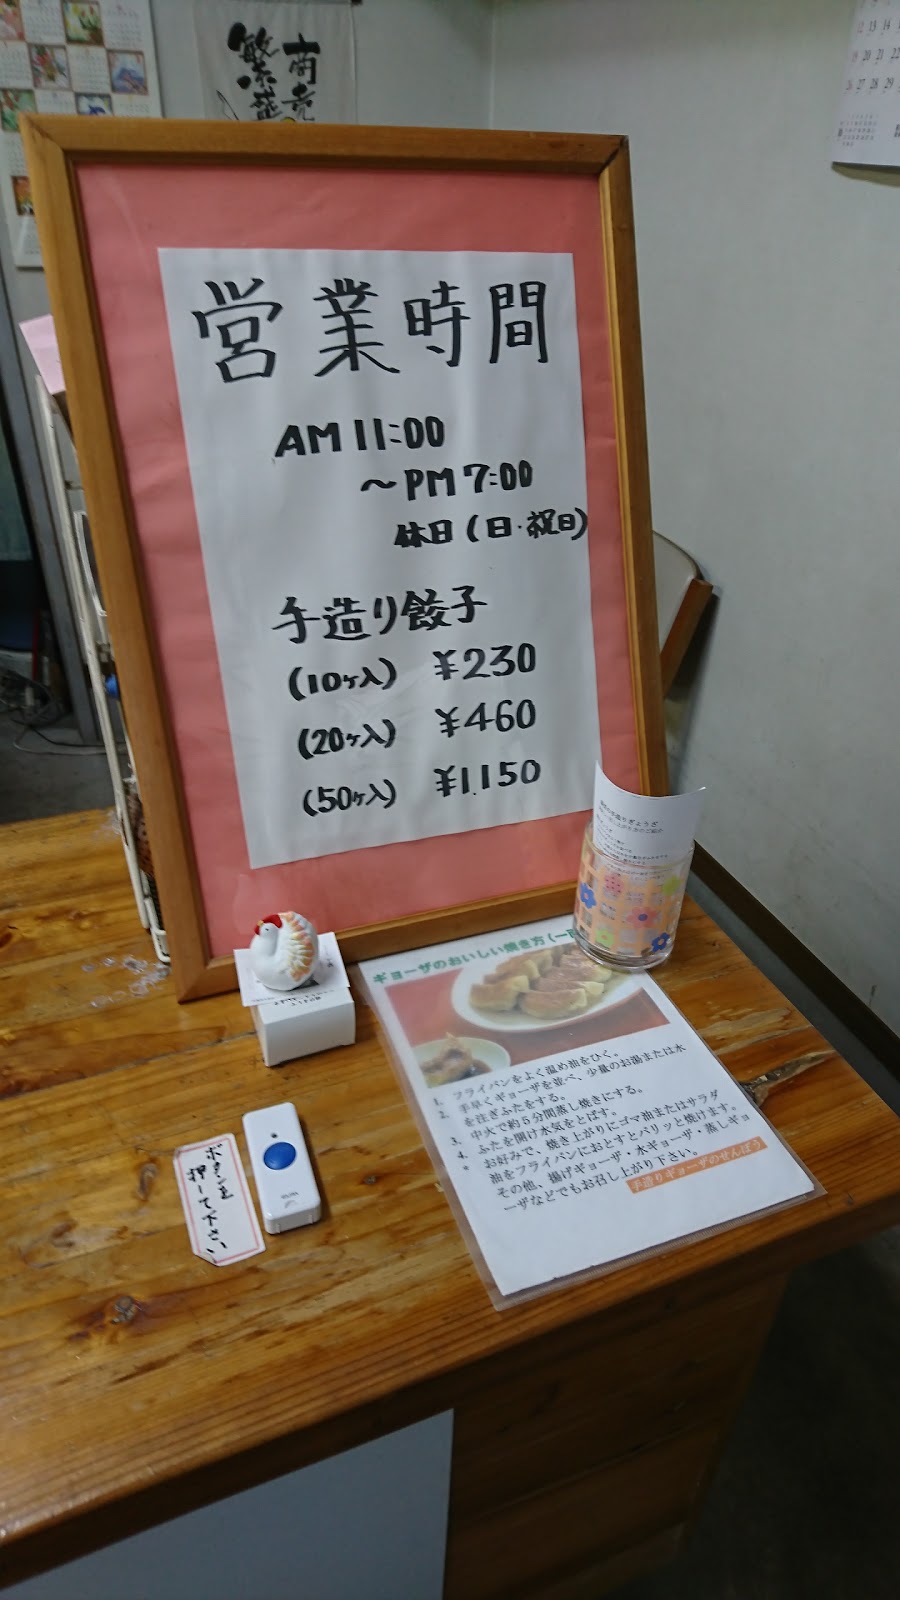 商売
繁盛
営業時間
AM 11:00
～PM 7:00
休日(日・祝日)
手造り餃子
(10ヶ入) ¥230
(20ヶ入) ¥460
(50ヶ入) ¥1,150
ギョーザのおいしい焼き方(一
1. フライパンをよく温め油をひく。
2. 手早くギョーザを並べ、少量のお湯または水
を注ぎふたをする。
3. 中火で約5分間蒸し焼きにする。
4. ふたを開け水気をとばす。
* お好みで、焼き上がりにゴマ油またはサラダ
油をフライパンにおとすとパリッと焼けます。
その他、揚げギョーザ・水ギョーザ・蒸しギョ
ーザなどでもお召し上がり下さい。
手造りギョーザのせんぼう
ボタンを
押して下さい